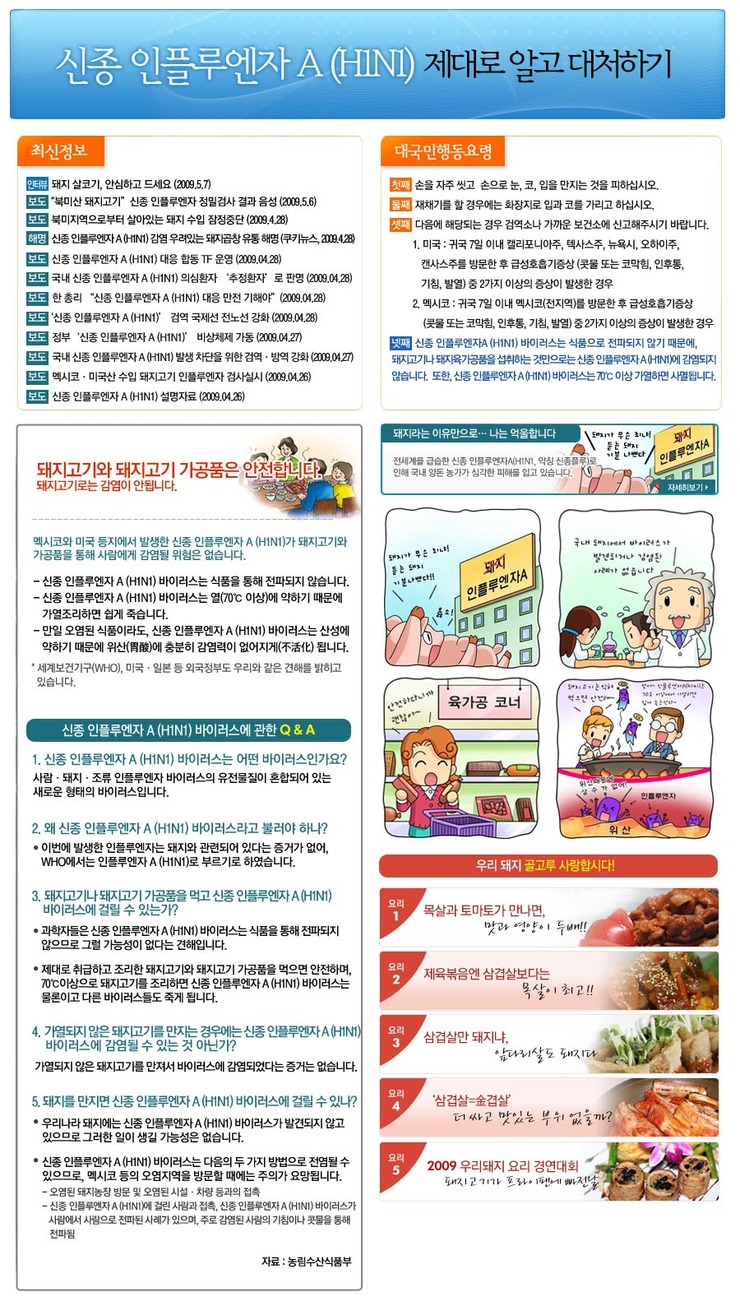 신종 인플루엔자 A (H1N1) 제대로 알고 대처하기
최신정보
인터뷰 돼지 살코기, 안심하고 드세요 (2009.5.7)
보도 “북미산 돼지고기” 신종 인플루엔자 정밀검사 결과 음성 (2009.5.6)
보도 북미지역으로부터 살아있는 돼지 수입 잠정중단 (2009.4.28)
해명 신종 인플루엔자 A (H1N1) 감염 우려있는 돼지곱창 유통 해명 (쿠키뉴스, 2009.4.28)
보도 신종 인플루엔자 A (H1N1) 대응 합동 TF 운영 (2009.04.28)
보도 국내 신종 인플루엔자 A (H1N1) 의심환자 ‘추정환자’로 판명 (2009.04.28)
보도 한 총리 “신종 인플루엔자 A (H1N1) 대응 만전 기해야” (2009.04.28)
보도 ‘신종 인플루엔자 A (H1N1)’ 검역 국제선 전노선 강화 (2009.04.28)
보도 정부 ‘신종 인플루엔자 A (H1N1)’ 비상체제 가동 (2009.04.27)
보도 국내 신종 인플루엔자 A (H1N1) 발생 차단을 위한 검역 · 방역 강화 (2009.04.27)
보도 멕시코 · 미국산 수입 돼지고기 인플루엔자 검사실시 (2009.04.26)
보도 신종 인플루엔자 A (H1N1) 설명자료 (2009.04.26)
대국민행동요령
첫째 손을 자주 씻고 손으로 눈, 코, 입을 만지는 것을 피하십시오.
둘째 재채기를 할 경우에는 화장지로 입과 코를 가리고 하십시오.
셋째 다음에 해당되는 경우 검역소나 가까운 보건소에 신고해주시기 바랍니다.
1. 미국 : 귀국 7일 이내 캘리포니아주, 텍사스주, 뉴욕시, 오하이주,
캔사스주를 방문한 후 급성호흡기증상 (콧물 또는 코막힘, 인후통,
기침, 발열) 중 2가지 이상의 증상이 발생한 경우
2. 멕시코 : 귀국 7일 이내 멕시코(전지역)를 방문한 후 급성호흡기증상
(콧물 또는 코막힘, 인후통, 기침, 발열) 중 2가지 이상의 증상이 발생한 경우
넷째 신종 인플루엔자A (H1N1) 바이러스는 식품으로 전파되지 않기 때문에,
돼지고기나 돼지육가공품을 섭취하는 것만으로는 신종 인플루엔자 A (H1N1)에 감염되지
않습니다. 또한, 신종 인플루엔자 A (H1N1) 바이러스는 70℃ 이상 가열하면 사멸됩니다.
돼지고기와 돼지고기 가공품은 안전합니다.
돼지고기로는 감염이 안됩니다.
멕시코와 미국 등지에서 발생한 신종 인플루엔자 A (H1N1)가 돼지고기와
가공품을 통해 사람에게 감염될 위험은 없습니다.
– 신종 인플루엔자 A (H1N1) 바이러스는 식품을 통해 전파되지 않습니다.
– 신종 인플루엔자 A (H1N1) 바이러스는 열(70℃ 이상)에 약하기 때문에
가열조리하면 쉽게 죽습니다.
– 만일 오염된 식품이라도, 신종 인플루엔자 A (H1N1) 바이러스는 산성에
약하기 때문에 위산(胃酸)에 충분히 감염력이 없어지게(不活化) 됩니다.
* 세계보건기구(WHO), 미국 · 일본 등 외국정부도 우리와 같은 견해를 밝히고
있습니다.
신종 인플루엔자 A (H1N1) 바이러스에 관한 Q & A
1. 신종 인플루엔자 A (H1N1) 바이러스는 어떤 바이러스인가요?
사람 · 돼지 · 조류 인플루엔자 바이러스의 유전물질이 혼합되어 있는
새로운 형태의 바이러스입니다.
2. 왜 신종 인플루엔자 A (H1N1) 바이러스라고 불러야 하나?
• 이번에 발생한 인플루엔자는 돼지와 관련되어 있다는 증거가 없어,
WHO에서는 인플루엔자 A (H1N1)로 부르기로 하였습니다.
3. 돼지고기나 돼지고기 가공품을 먹고 신종 인플루엔자 A (H1N1)
바이러스에 걸릴 수 있는가?
• 과학자들은 신종 인플루엔자 A (H1N1) 바이러스는 식품을 통해 전파되지
않으므로 그럴 가능성이 없다는 견해입니다.
• 제대로 취급하고 조리한 돼지고기와 돼지고기 가공품을 먹으면 안전하며,
70℃이상으로 돼지고기를 조리하면 신종 인플루엔자 A (H1N1) 바이러스는
물론이고 다른 바이러스들도 죽게 됩니다.
4. 가열되지 않은 돼지고기를 만지는 경우에는 신종 인플루엔자 A (H1N1)
바이러스에 감염될 수 있는 것 아닌가?
가열되지 않은 돼지고기를 만져서 바이러스에 감염되었다는 증거는 없습니다.
5. 돼지를 만지면 신종 인플루엔자 A (H1N1) 바이러스에 걸릴 수 있나?
• 우리나라 돼지에는 신종 인플루엔자 A (H1N1) 바이러스가 발견되지 않고
있으므로 그러한 일이 생길 가능성은 없습니다.
• 신종 인플루엔자 A (H1N1) 바이러스는 다음의 두 가지 방법으로 전염될 수
있으므로, 멕시코 등의 오염지역을 방문할 때에는 주의가 요망됩니다.
– 오염된 돼지농장 방문 및 오염된 시설 · 차량 등과의 접촉
– 신종 인플루엔자 A (H1N1)에 걸린 사람과 접촉, 신종 인플루엔자 A (H1N1) 바이러스가
사람에서 사람으로 전파된 사례가 있으며, 주로 감염된 사람의 기침이나 콧물을 통해
전파됨
자료 : 농림수산식품부
돼지라는 이유만으로… 나는 억울합니다
전세계를 급습한 신종 인플루엔자A(H1N1, 약칭 신종플루)로
인해 국내 양돈 농가가 심각한 피해를 입고 있습니다.
돼지가 무슨 죄냐!
듣는 돼지
기분 나쁘다!
돼지
인플루엔자A
자세히보기
돼지가 무슨 죄냐!
듣는 돼지
기분나쁘다!!
돼지
인플루엔자A
국내 돼지에서 바이러스가
발견되거나 감염된
사례가 없습니다
안전하다니까
괜찮아~
육가공 코너
돼지고기는 익혀
먹으면 안전해~
인플루엔자
위산
우리 돼지 골고루 사랑합시다!
요리 1 목살과 토마토가 만나면,
맛과 영양이 두배!!
요리 2 제육볶음엔 삼겹살보다는
목살이 최고!!
요리 3 삼겹살만 돼지냐,
앞다리살도 돼지다
요리 4 ‘삼겹살=金겹살’
더 싸고 맛있는 부위 없을까?
요리 5 2009 우리돼지 요리 경연대회
돼지고기가 프라이팬에 빠진날